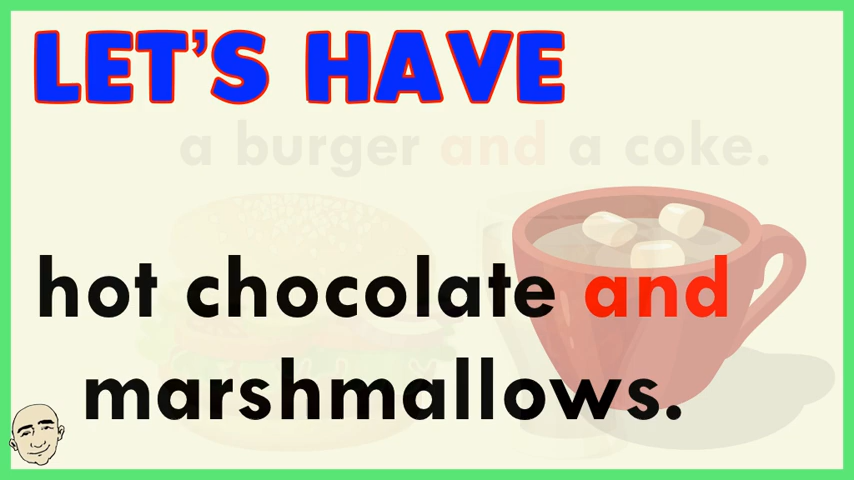 LET'S HAVE
a burger and a coke.
hot chocolate and
marshmallows.